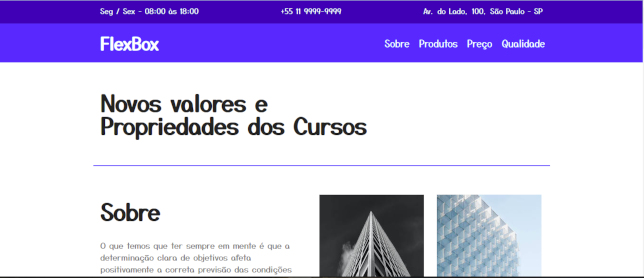 Seg / Sex - 08:00 às 18:00
+55 11 9999-9999
Av. do Lado, 100, São Paulo - SP
FlexBox
Sobre Produtos Preço Qualidade
Novos valores e
Propriedades dos Cursos
Sobre
O que temos que ter sempre em mente é que a
determinação clara de objetivos afeta
positivamente a correta previsão das condições